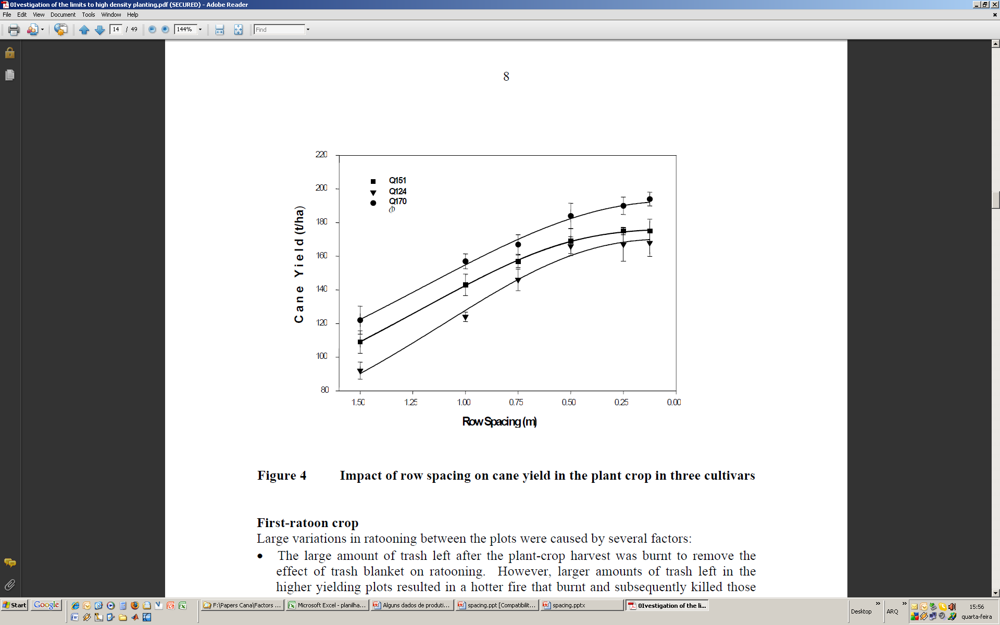 0Ivestigation of the limits to high density planting.pdf (SECURED) - Adobe Reader
File Edit View Document Tools Window Help
14 / 49 144% Find
8
220
200
180
160
140
120
100
80
Q151
Q124
Q170
Cane Yield (t/ha)
1.50 1.25 1.00 0.75 0.50 0.25 0.00
Row Spacing (m)
Figure 4 Impact of row spacing on cane yield in the plant crop in three cultivars
First-ratoon crop
Large variations in ratooning between the plots were caused by several factors:
• The large amount of trash left after the plant-crop harvest was burnt to remove the
effect of trash blanket on ratooning. However, larger amounts of trash left in the
higher yielding plots resulted in a hotter fire that burnt and subsequently killed those
Start Google F:\Papers Cana\Factors ... Microsoft Excel - planilha... Alguns dados de produti... spacing.ppt [Compatibilit... spacing.pptx 0Ivestigation of the li... Desktop » ARQ » 15:56
quarta-feira